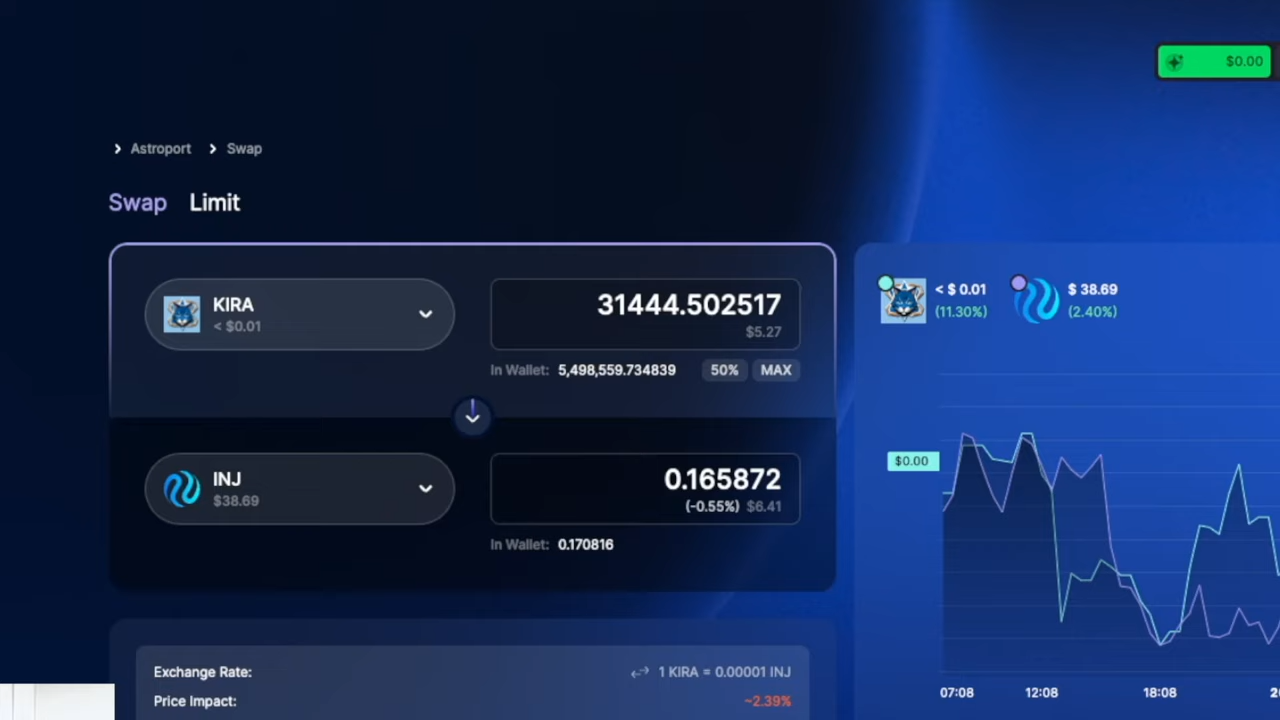 $0.00
Astroport Swap
Swap Limit
KIRA
< $0.01
31444.502517
$5.27
In Wallet: 5,498,559.734839 50% MAX
INJ
$38.69
0.165872
(-0.55%) $6.41
In Wallet: 0.170816
Exchange Rate: 1 KIRA = 0.00001 INJ
Price Impact: -2.39%
< $ 0.01
(11.30%)
$ 38.69
(2.40%)
$0.00
07:08 12:08 18:08